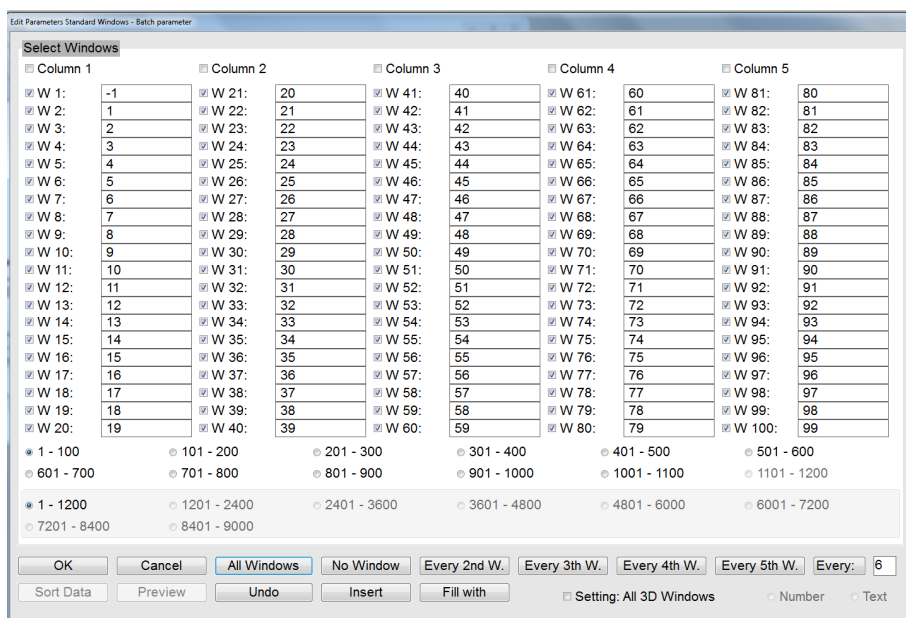 Edit Parameters Standard Windows - Batch parameter
Select Windows
Column 1 Column 2 Column 3 Column 4 Column 5
W 1: -1 W 21: 20 W 41: 40 W 61: 60 W 81: 80
W 2: 1 W 22: 21 W 42: 41 W 62: 61 W 82: 81
W 3: 2 W 23: 22 W 43: 42 W 63: 62 W 83: 82
W 4: 3 W 24: 23 W 44: 43 W 64: 63 W 84: 83
W 5: 4 W 25: 24 W 45: 44 W 65: 64 W 85: 84
W 6: 5 W 26: 25 W 46: 45 W 66: 65 W 86: 85
W 7: 6 W 27: 26 W 47: 46 W 67: 66 W 87: 86
W 8: 7 W 28: 27 W 48: 47 W 68: 67 W 88: 87
W 9: 8 W 29: 28 W 49: 48 W 69: 68 W 89: 88
W 10: 9 W 30: 29 W 50: 49 W 70: 69 W 90: 89
W 11: 10 W 31: 30 W 51: 50 W 71: 70 W 91: 90
W 12: 11 W 32: 31 W 52: 51 W 72: 71 W 92: 91
W 13: 12 W 33: 32 W 53: 52 W 73: 72 W 93: 92
W 14: 13 W 34: 33 W 54: 53 W 74: 73 W 94: 93
W 15: 14 W 35: 34 W 55: 54 W 75: 74 W 95: 94
W 16: 15 W 36: 35 W 56: 55 W 76: 75 W 96: 95
W 17: 16 W 37: 36 W 57: 56 W 77: 76 W 97: 96
W 18: 17 W 38: 37 W 58: 57 W 78: 77 W 98: 97
W 19: 18 W 39: 38 W 59: 58 W 79: 78 W 99: 98
W 20: 19 W 40: 39 W 60: 59 W 80: 79 W 100: 99
1 - 100 101 - 200 201 - 300 301 - 400 401 - 500 501 - 600
601 - 700 701 - 800 801 - 900 901 - 1000 1001 - 1100 1101 - 1200
1 - 1200 1201 - 2400 2401 - 3600 3601 - 4800 4801 - 6000 6001 - 7200
7201 - 8400 8401 - 9000
OK Cancel All Windows No Window Every 2nd W. Every 3th W. Every 4th W. Every 5th W. Every: 6
Sort Data Preview Undo Insert Fill with Setting: All 3D Windows Number Text